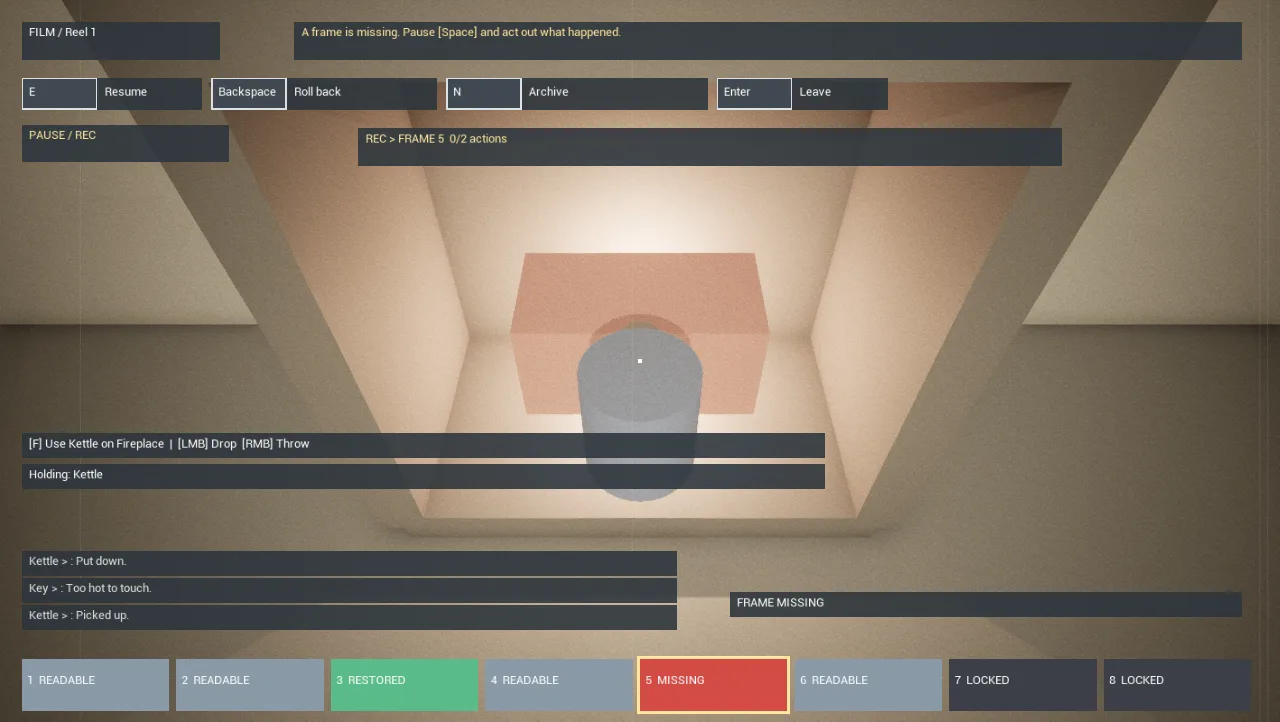 FILM / Reel 1
A frame is missing. Pause [Space] and act out what happened.
E Resume Backspace Roll back N Archive Enter Leave
PAUSE / REC
REC > FRAME 5 0/2 actions
[F] Use Kettle on Fireplace | [LMB] Drop [RMB] Throw
Holding: Kettle
Kettle > : Put down.
Key > : Too hot to touch.
Kettle > : Picked up.
FRAME MISSING
1 READABLE 2 READABLE 3 RESTORED 4 READABLE 5 MISSING 6 READABLE 7 LOCKED 8 LOCKED